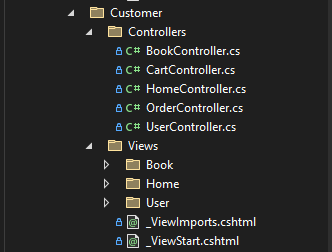 Customer
Controllers
C# BookController.cs
C# CartController.cs
C# HomeController.cs
C# OrderController.cs
C# UserController.cs
Views
Book
Home
User
@ _ViewImports.cshtml
@ _ViewStart.cshtml